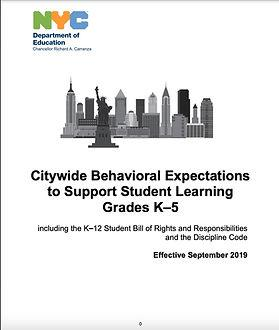 NYC
Department of
Education
Chancellor Richard A. Carranza
Citywide Behavioral Expectations
to Support Student Learning
Grades K–5
including the K–12 Student Bill of Rights and Responsibilities
and the Discipline Code
Effective September 2019
0